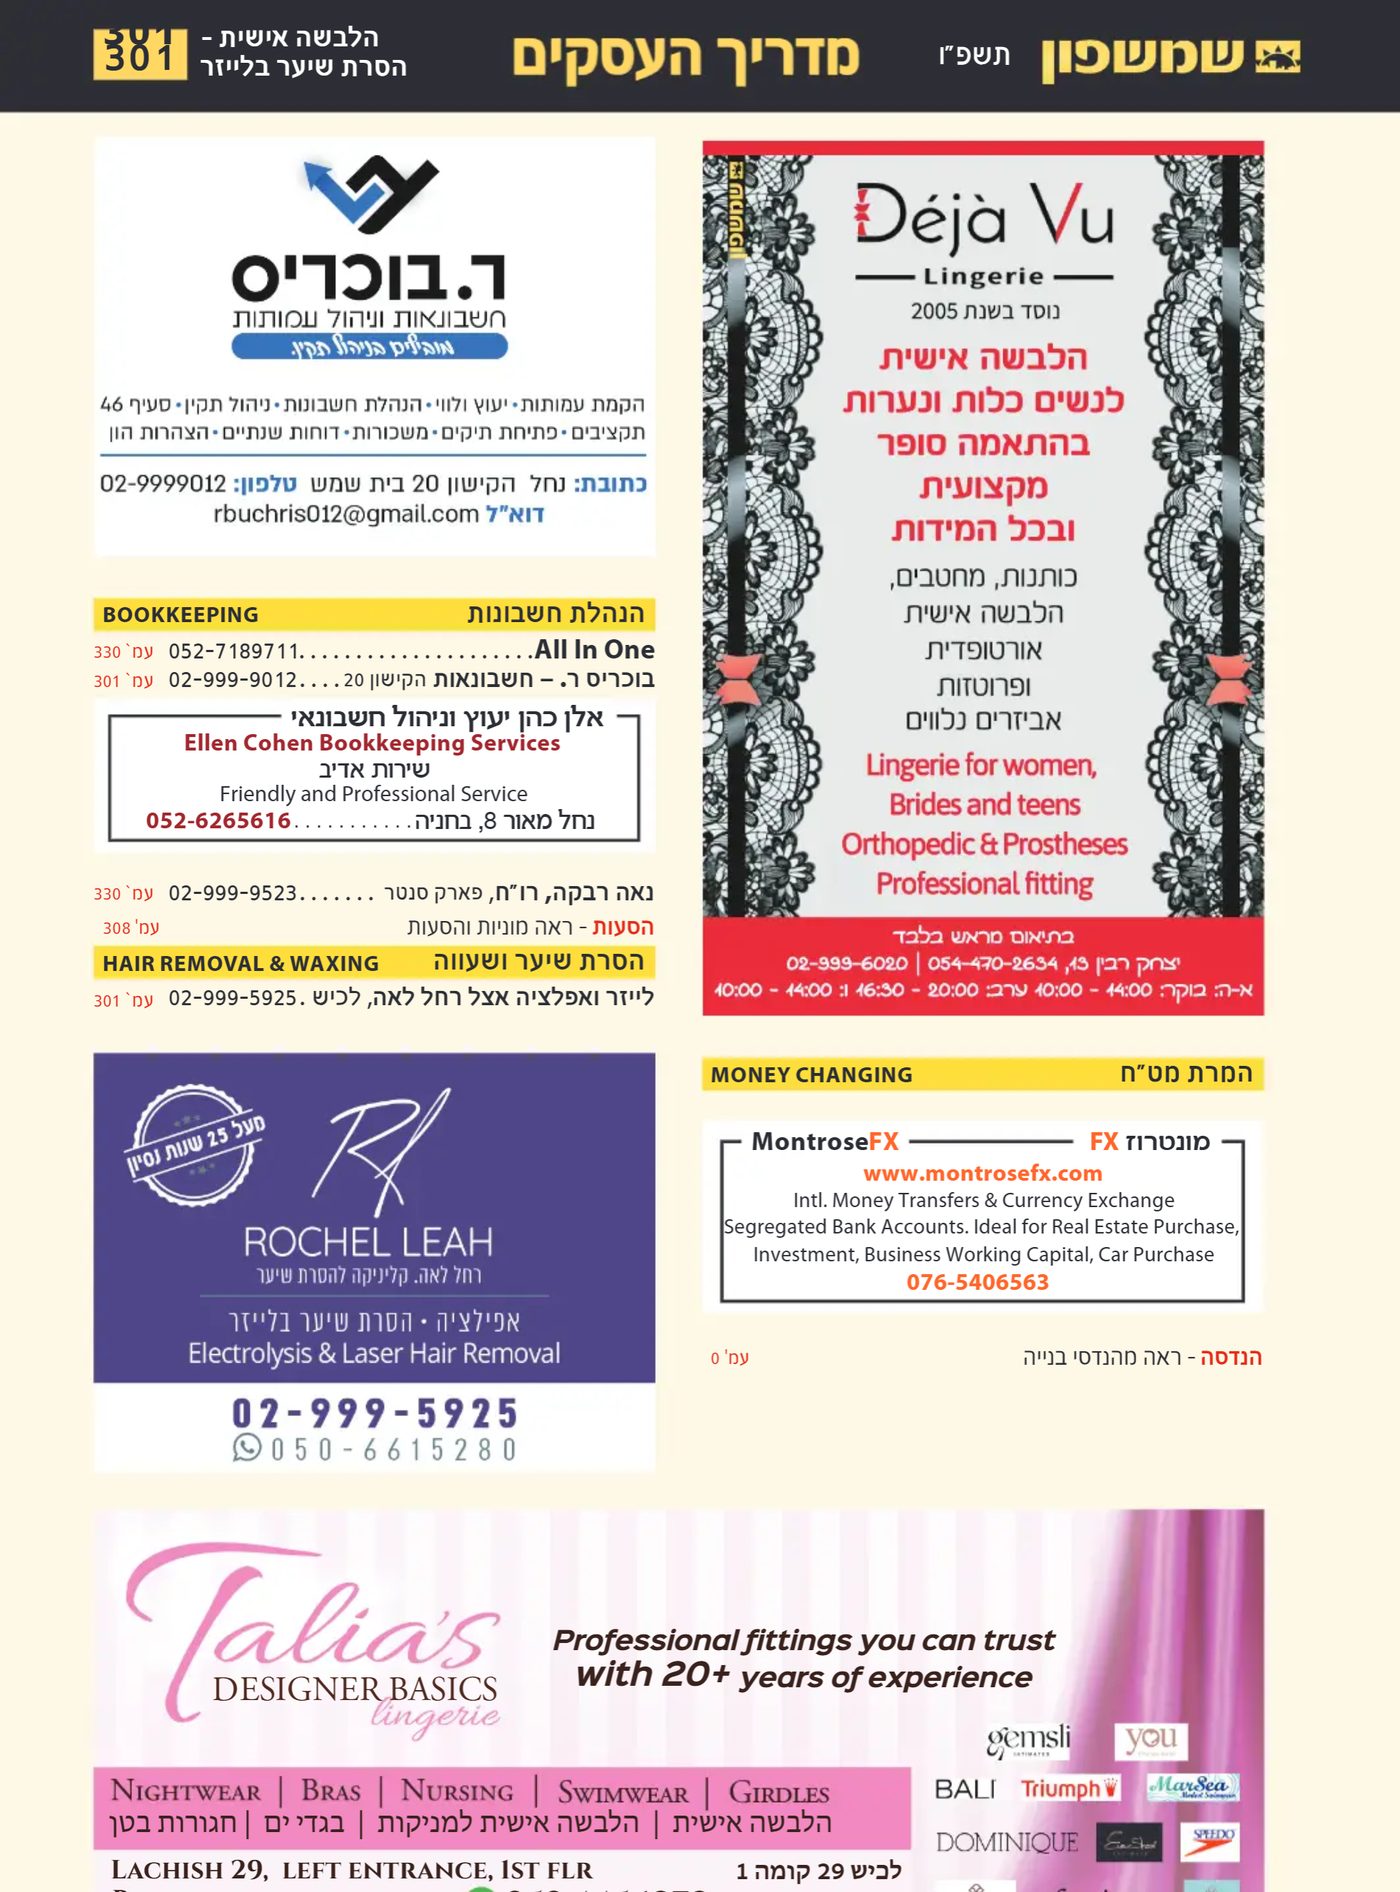 שמשפון
תשפ״ו
מדריך העסקים
הלבשה אישית -
הסרת שיער בלייזר
301
301
שמשפון
Déjà Vu
Lingerie
נוסד בשנת 2005
הלבשה אישית
לנשים כלות ונערות
בהתאמה סופר
מקצועית
ובכל המידות
כותנות, מחטבים,
הלבשה אישית
אורטופדית
ופרוטזות
אביזרים נלווים
Lingerie for women,
Brides and teens
Orthopedic & Prostheses
Professional fitting
בתיאום מראש בלבד
יצחק רבין 13, 054-470-2634 | 02-999-6020
א-ה: בוקר: 14:00 - 10:00 ערב: 20:00 - 16:30 ו: 14:00 - 10:00
המרת מט״ח MONEY CHANGING
MontroseFX מונטרוז FX
www.montrosefx.com
Intl. Money Transfers & Currency Exchange
Segregated Bank Accounts. Ideal for Real Estate Purchase,
Investment, Business Working Capital, Car Purchase
076-5406563
הנדסה - ראה מהנדסי בנייה עמ' 0
ר.בוכריס
חשבונאות וניהול עמותות
מובילים בניהול תקין.
הקמת עמותות • יעוץ ולווי • הנהלת חשבונות • ניהול תקין • סעיף 46
תקציבים • פתיחת תיקים • משכורות • דוחות שנתיים • הצהרות הון
כתובת: נחל הקישון 20 בית שמש טלפון: 02-9999012
דוא״ל rbuchris012@gmail.com
הנהלת חשבונות BOOKKEEPING
All In One.....................052-7189711 עמ` 330
בוכריס ר. – חשבונאות הקישון 20....02-999-9012 עמ` 301
אלן כהן יעוץ וניהול חשבונאי
Ellen Cohen Bookkeeping Services
שירות אדיב
Friendly and Professional Service
נחל מאור 8, בחניה...........052-6265616
נאה רבקה, רו״ח, פארק סנטר.......02-999-9523 עמ` 330
הסעות - ראה מוניות והסעות עמ' 308
הסרת שיער ושעווה HAIR REMOVAL & WAXING
לייזר ואפלציה אצל רחל לאה, לכיש.02-999-5925 עמ` 301
מעל 25 שנות נסיון
RL
ROCHEL LEAH
רחל לאה. קליניקה להסרת שיער
אפילציה • הסרת שיער בלייזר
Electrolysis & Laser Hair Removal
02-999-5925
050-6615280
Talia's
DESIGNER BASICS
lingerie
Professional fittings you can trust
with 20+ years of experience
gemsli
INTIMATES
you
BALI Triumph MarSea
DOMINIQUE SPEEDO
NIGHTWEAR | BRAS | NURSING | SWIMWEAR | GIRDLES
הלבשה אישית | הלבשה אישית למניקות | בגדי ים | חגורות בטן
LACHISH 29, LEFT ENTRANCE, 1ST FLR
לכיש 29 קומה 1